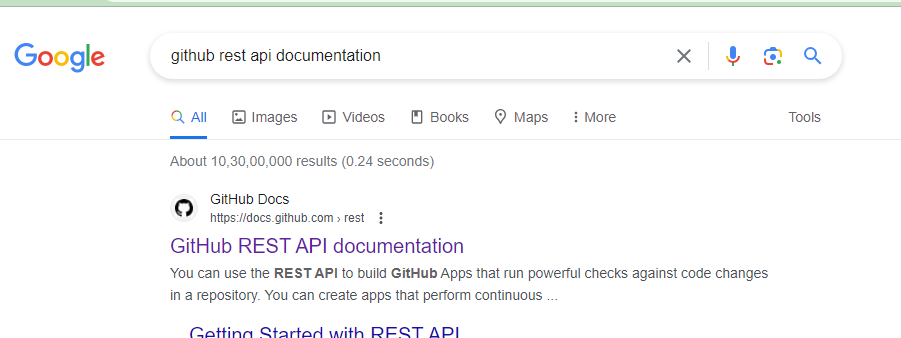 Google
github rest api documentation
All Images Videos Books Maps More Tools
About 10,30,00,000 results (0.24 seconds)
GitHub Docs
https://docs.github.com › rest
GitHub REST API documentation
You can use the REST API to build GitHub Apps that run powerful checks against code changes
in a repository. You can create apps that perform continuous ...
Getting Started with REST API